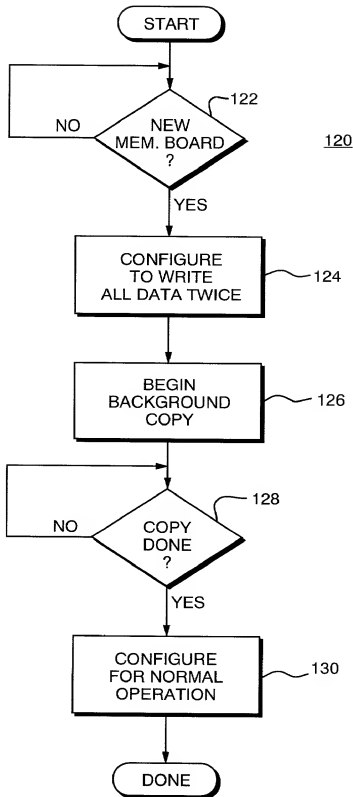 START
122
NEW
MEM. BOARD
?
NO
120
YES
CONFIGURE
TO WRITE
ALL DATA TWICE
124
BEGIN
BACKGROUND
COPY
126
128
COPY
DONE
?
NO
YES
CONFIGURE
FOR NORMAL
OPERATION
130
DONE